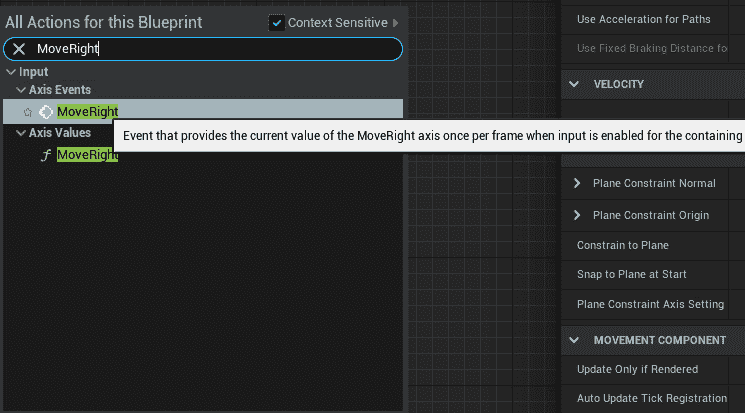 All Actions for this Blueprint
Context Sensitive
MoveRight
Input
Axis Events
MoveRight
Event that provides the current value of the MoveRight axis once per frame when input is enabled for the containing
Axis Values
MoveRight
Use Acceleration for Paths
Use Fixed Braking Distance fo
VELOCITY
Plane Constraint Normal
Plane Constraint Origin
Constrain to Plane
Snap to Plane at Start
Plane Constraint Axis Setting
MOVEMENT COMPONENT
Update Only if Rendered
Auto Update Tick Registration